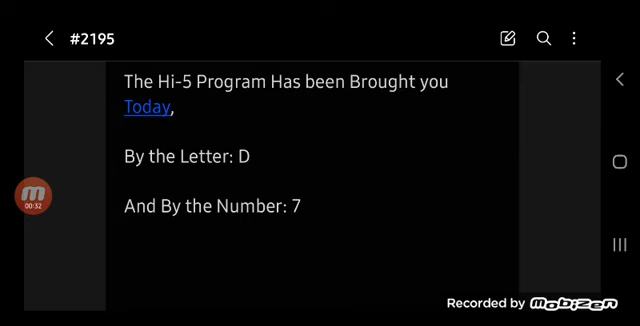 #2195
The Hi-5 Program Has been Brought you
Today,
By the Letter: D
And By the Number: 7
00:32
Recorded by Mobizen